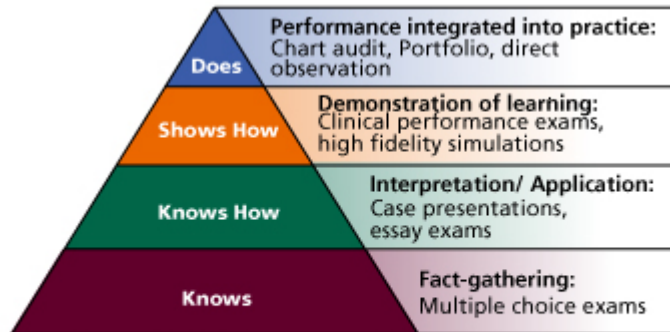 Does
Performance integrated into practice:
Chart audit, Portfolio, direct
observation
Shows How
Demonstration of learning:
Clinical performance exams,
high fidelity simulations
Knows How
Interpretation/ Application:
Case presentations,
essay exams
Knows
Fact-gathering:
Multiple choice exams